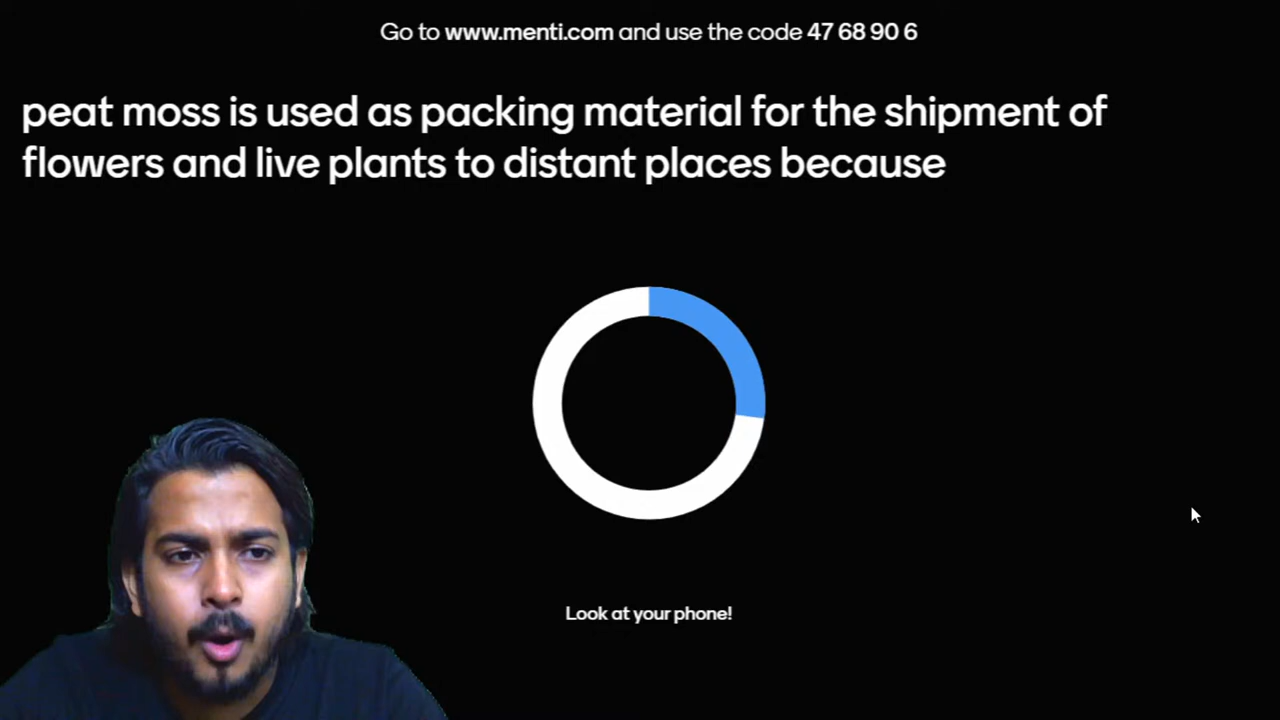 Go to www.menti.com and use the code 47 68 90 6
peat moss is used as packing material for the shipment of
flowers and live plants to distant places because
Look at your phone!